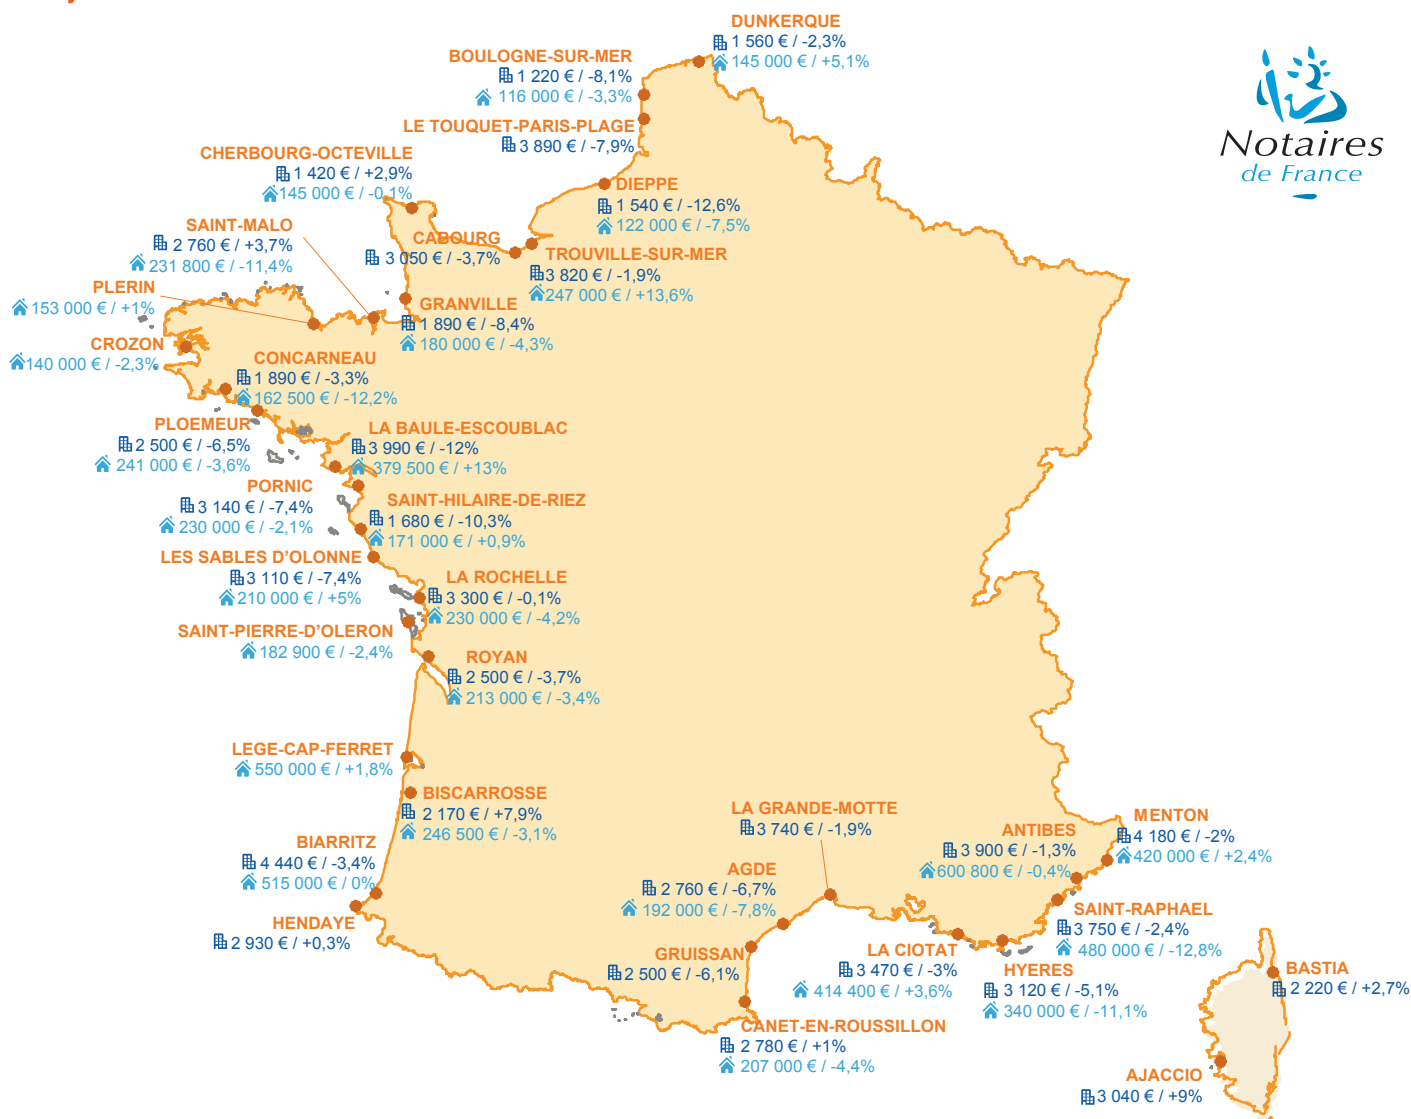 DUNKERQUE
1 560 € / -2,3%
145 000 € / +5,1%
BOULOGNE-SUR-MER
1 220 € / -8,1%
116 000 € / -3,3%
LE TOUQUET-PARIS-PLAGE
3 890 € / -7,9%
Notaires
de France
CHERBOURG-OCTEVILLE
1 420 € / +2,9%
145 000 € / -0,1%
DIEPPE
1 540 € / -12,6%
122 000 € / -7,5%
SAINT-MALO
2 760 € / +3,7%
231 800 € / -11,4%
CABOURG
3 050 € / -3,7%
TROUVILLE-SUR-MER
3 820 € / -1,9%
247 000 € / +13,6%
PLERIN
153 000 € / +1%
GRANVILLE
1 890 € / -8,4%
180 000 € / -4,3%
CROZON
140 000 € / -2,3%
CONCARNEAU
1 890 € / -3,3%
162 500 € / -12,2%
PLOEMEUR
2 500 € / -6,5%
241 000 € / -3,6%
LA BAULE-ESCOUBLAC
3 990 € / -12%
379 500 € / +13%
PORNIC
3 140 € / -7,4%
230 000 € / -2,1%
SAINT-HILAIRE-DE-RIEZ
1 680 € / -10,3%
171 000 € / +0,9%
LES SABLES D'OLONNE
3 110 € / -7,4%
210 000 € / +5%
LA ROCHELLE
3 300 € / -0,1%
230 000 € / -4,2%
SAINT-PIERRE-D'OLERON
182 900 € / -2,4%
ROYAN
2 500 € / -3,7%
213 000 € / -3,4%
LEGE-CAP-FERRET
550 000 € / +1,8%
BISCARROSSE
2 170 € / +7,9%
246 500 € / -3,1%
BIARRITZ
4 440 € / -3,4%
515 000 € / 0%
HENDAYE
2 930 € / +0,3%
LA GRANDE-MOTTE
3 740 € / -1,9%
AGDE
2 760 € / -6,7%
192 000 € / -7,8%
GRUISSAN
2 500 € / -6,1%
CANET-EN-ROUSSILLON
2 780 € / +1%
207 000 € / -4,4%
MENTON
4 180 € / -2%
420 000 € / +2,4%
ANTIBES
3 900 € / -1,3%
600 800 € / -0,4%
SAINT-RAPHAEL
3 750 € / -2,4%
480 000 € / -12,8%
LA CIOTAT
3 470 € / -3%
414 400 € / +3,6%
HYERES
3 120 € / -5,1%
340 000 € / -11,1%
BASTIA
2 220 € / +2,7%
AJACCIO
3 040 € / +9%